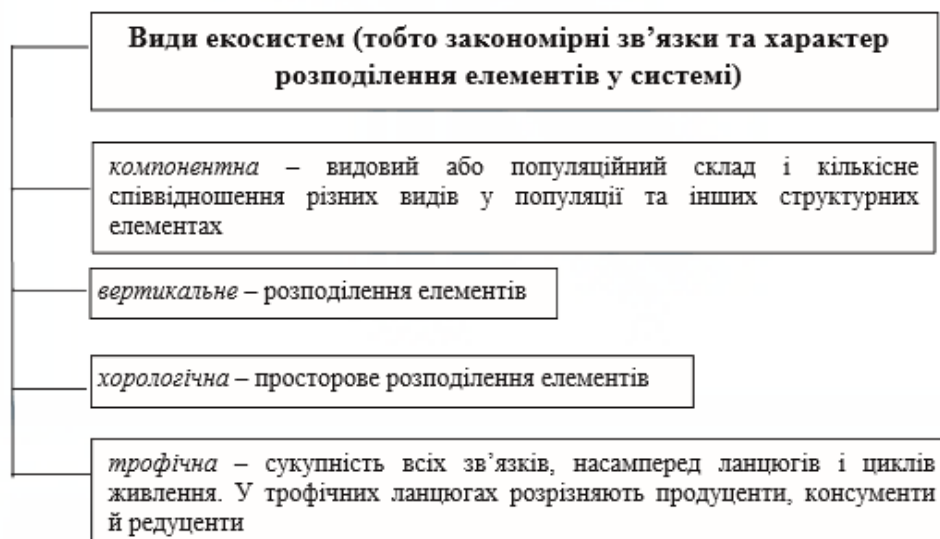 Види екосистем (тобто закономірні зв’язки та характер
розподілення елементів у системі)
компонентна – видовий або популяційний склад і кількісне
співвідношення різних видів у популяції та інших структурних
елементах
вертикальне – розподілення елементів
хорологічна – просторове розподілення елементів
трофічна – сукупність всіх зв’язків, насамперед ланцюгів і циклів
живлення. У трофічних ланцюгах розрізняють продуценти, консументи
й редуценти